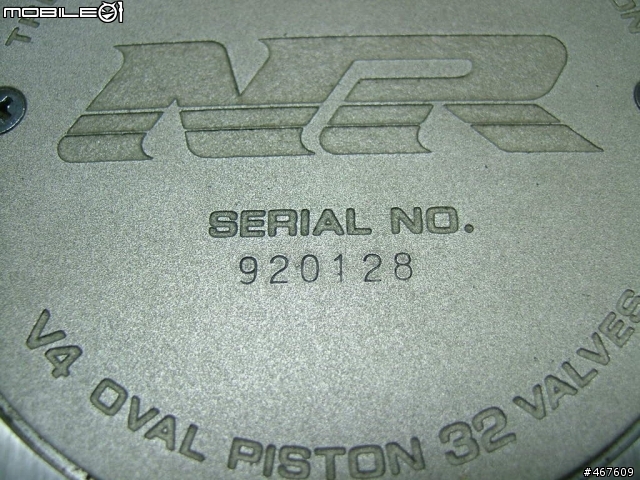 MOBILE01
NR
SERIAL NO.
920128
V4 OVAL PISTON 32 VALVES
#467609